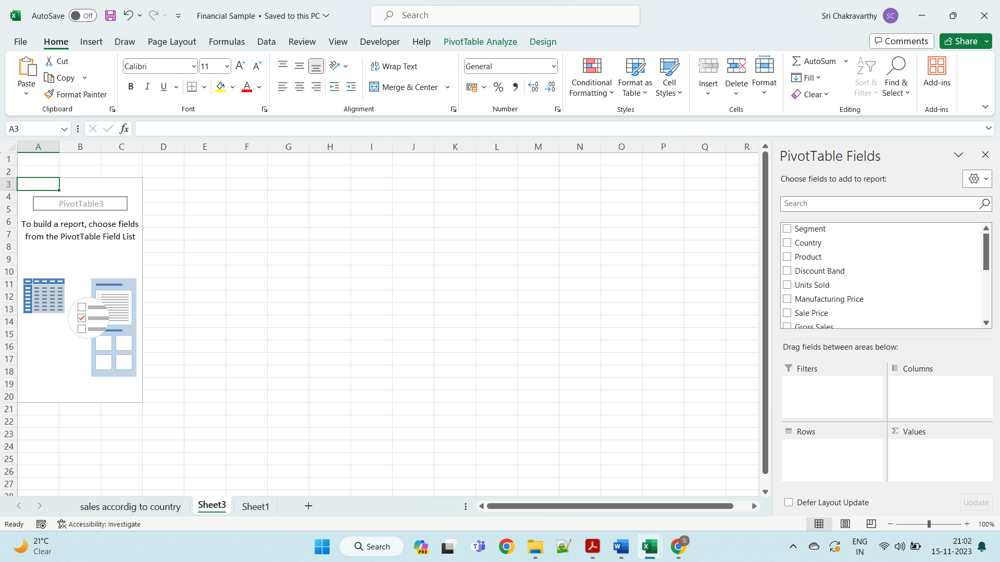 AutoSave Off Financial Sample • Saved to this PC Search Sri Chakravarthy SC
File Home Insert Draw Page Layout Formulas Data Review View Developer Help PivotTable Analyze Design Comments Share
Paste Cut Copy Format Painter Clipboard
Calibri 11 B I U A Font
ab Wrap Text Merge & Center Alignment
General % Number
Conditional Formatting Format as Table Cell Styles Styles
Insert Delete Format Cells
AutoSum Fill Clear Sort & Filter Find & Select Editing
Add-ins Add-ins
A3 fx
A B C D E F G H I J K L M N O P Q R
1
2
3
4
5
6
7
8
9
10
11
12
13
14
15
16
17
18
19
20
21
22
23
24
25
26
27
28
PivotTable3
To build a report, choose fields
from the PivotTable Field List
PivotTable Fields
Choose fields to add to report:
Search
Segment
Country
Product
Discount Band
Units Sold
Manufacturing Price
Sale Price
Gross Sales
Drag fields between areas below:
Filters Columns
Rows Σ Values
Defer Layout Update Update
sales accordig to country Sheet3 Sheet1 +
Ready Accessibility: Investigate 100%
21°C
Clear
Search PRE S
ENG
IN
21:02
15-11-2023